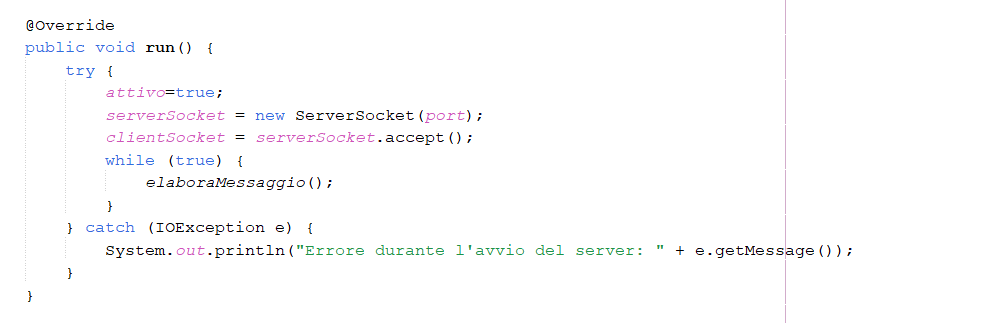 @Override
public void run() {
    try {
        attivo=true;
        serverSocket = new ServerSocket(port);
        clientSocket = serverSocket.accept();
        while (true) {
            elaboraMessaggio();
        }
    } catch (IOException e) {
        System.out.println("Errore durante l'avvio del server: " + e.getMessage());
    }
}